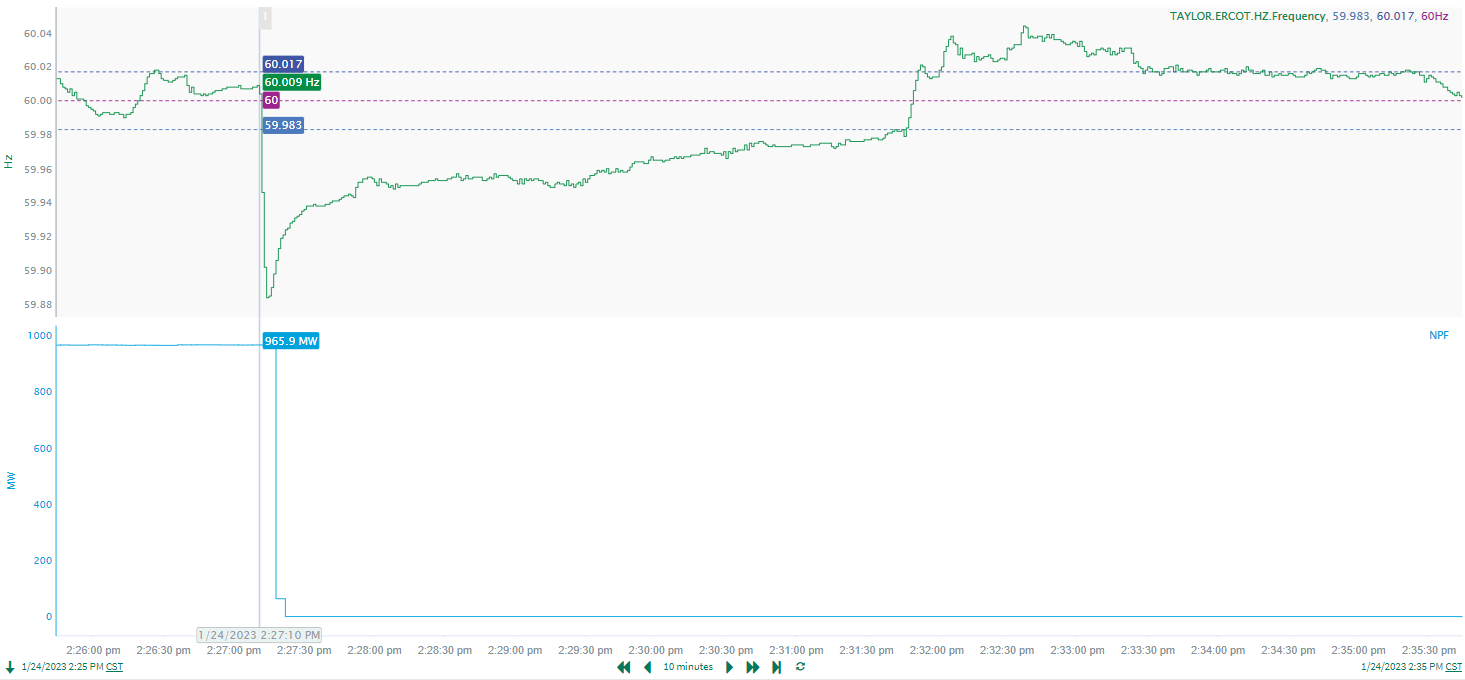 TAYLOR.ERCOT.HZ.Frequency, 59.983, 60.017, 60Hz
60.04
60.02
60.00
59.98
59.96
59.94
59.92
59.90
59.88
Hz
60.017
60.009 Hz
60
59.983
NPF
1000
800
600
400
200
0
MW
965.9 MW
1/24/2023 2:27:10 PM
2:26:00 pm 2:26:30 pm 2:27:00 pm 2:27:30 pm 2:28:00 pm 2:28:30 pm 2:29:00 pm 2:29:30 pm 2:30:00 pm 2:30:30 pm 2:31:00 pm 2:31:30 pm 2:32:00 pm 2:32:30 pm 2:33:00 pm 2:33:30 pm 2:34:00 pm 2:34:30 pm 2:35:00 pm 2:35:30 pm
1/24/2023 2:25 PM CST 10 minutes 1/24/2023 2:35 PM CST